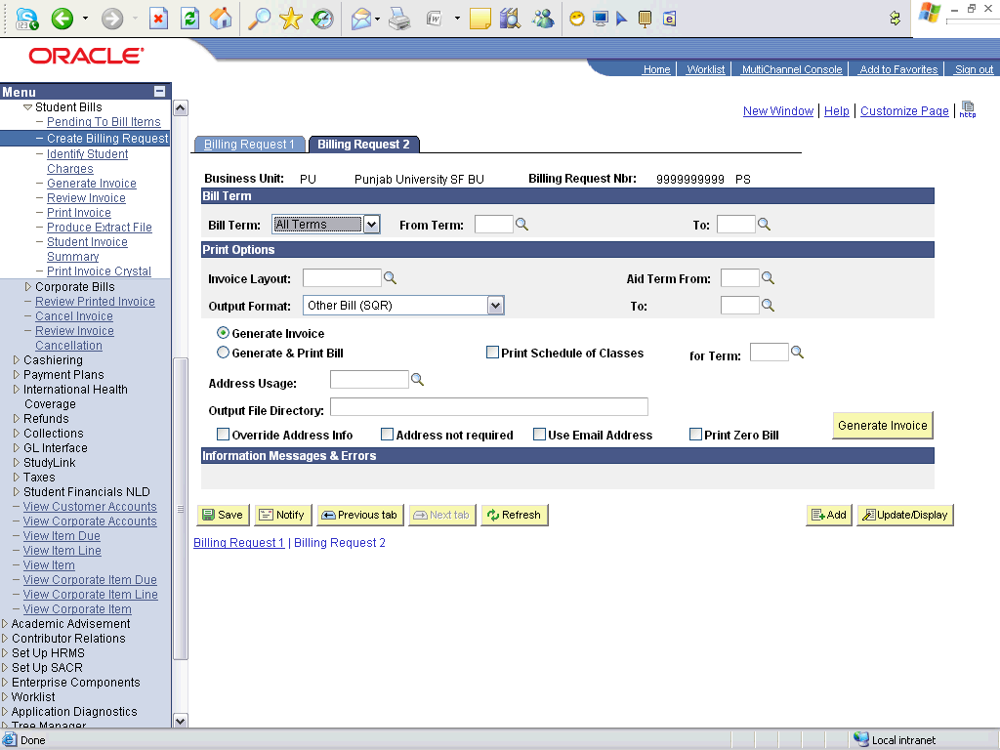 ORACLE
Home Worklist MultiChannel Console Add to Favorites Sign out
Menu
New Window | Help | Customize Page | http
Student Bills
Pending To Bill Items
Create Billing Request
Identify Student
Charges
Generate Invoice
Review Invoice
Print Invoice
Produce Extract File
Student Invoice
Summary
Print Invoice Crystal
Corporate Bills
Review Printed Invoice
Cancel Invoice
Review Invoice
Cancellation
Cashiering
Payment Plans
International Health
Coverage
Refunds
Collections
GL Interface
StudyLink
Taxes
Student Financials NLD
View Customer Accounts
View Corporate Accounts
View Item Due
View Item Line
View Item
View Corporate Item Due
View Corporate Item Line
View Corporate Item
Academic Advisement
Contributor Relations
Set Up HRMS
Set Up SACR
Enterprise Components
Worklist
Application Diagnostics
Tree Manager
Billing Request 1 Billing Request 2
Business Unit: PU Punjab University SF BU Billing Request Nbr: 9999999999 PS
Bill Term
Bill Term: All Terms From Term: To:
Print Options
Invoice Layout: Aid Term From:
Output Format: Other Bill (SQR) To:
Generate Invoice
Generate & Print Bill Print Schedule of Classes for Term:
Address Usage:
Output File Directory:
Override Address Info Address not required Use Email Address Print Zero Bill Generate Invoice
Information Messages & Errors
Save Notify Previous tab Next tab Refresh Add Update/Display
Billing Request 1 | Billing Request 2
Done Local intranet